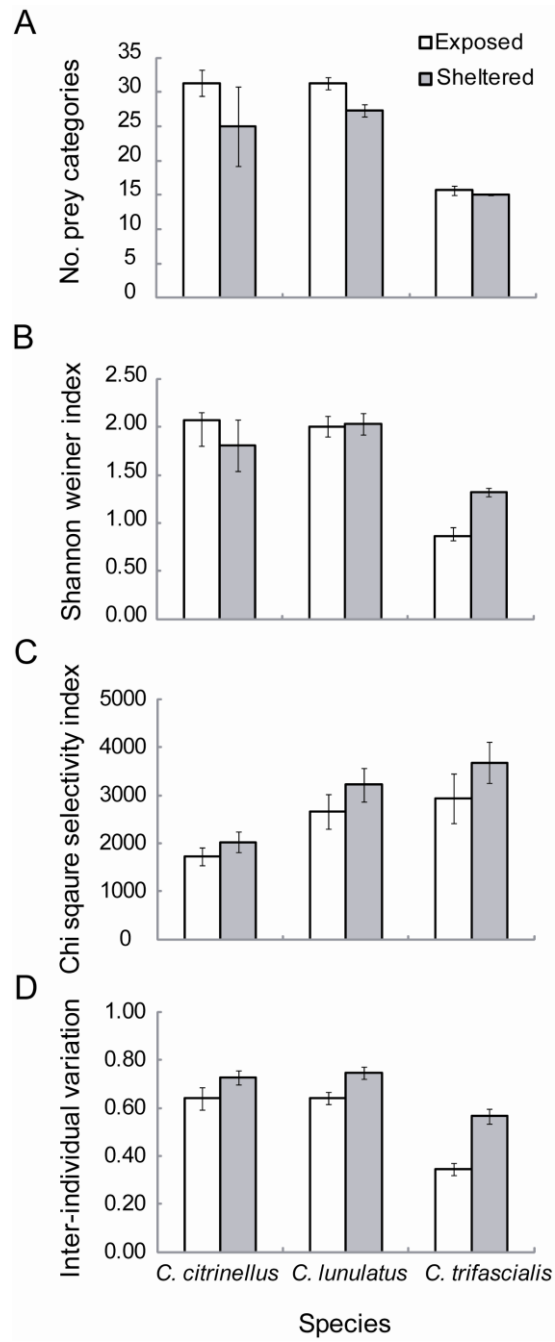 A
Exposed
Sheltered
No. prey categories
35
30
25
20
15
10
5
0
B
Shannon weiner index
2.50
2.00
1.50
1.00
0.50
0.00
C
Chi sqaure selectivity index
5000
4000
3000
2000
1000
0
D
Inter-individual variation
1.00
0.80
0.60
0.40
0.20
0.00
C. citrinellus C. lunulatus C. trifascialis
Species